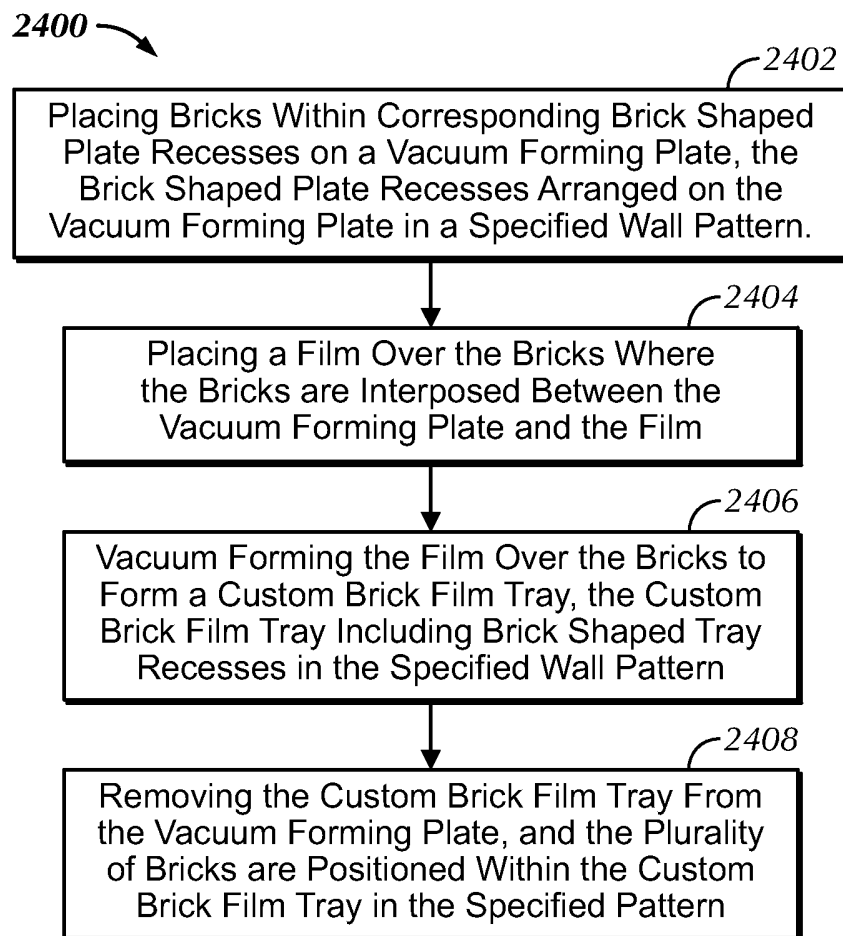 2400
2402
Placing Bricks Within Corresponding Brick Shaped
Plate Recesses on a Vacuum Forming Plate, the
Brick Shaped Plate Recesses Arranged on the
Vacuum Forming Plate in a Specified Wall Pattern.
2404
Placing a Film Over the Bricks Where
the Bricks are Interposed Between the
Vacuum Forming Plate and the Film
2406
Vacuum Forming the Film Over the Bricks to
Form a Custom Brick Film Tray, the Custom
Brick Film Tray Including Brick Shaped Tray
Recesses in the Specified Wall Pattern
2408
Removing the Custom Brick Film Tray From
the Vacuum Forming Plate, and the Plurality
of Bricks are Positioned Within the Custom
Brick Film Tray in the Specified Pattern